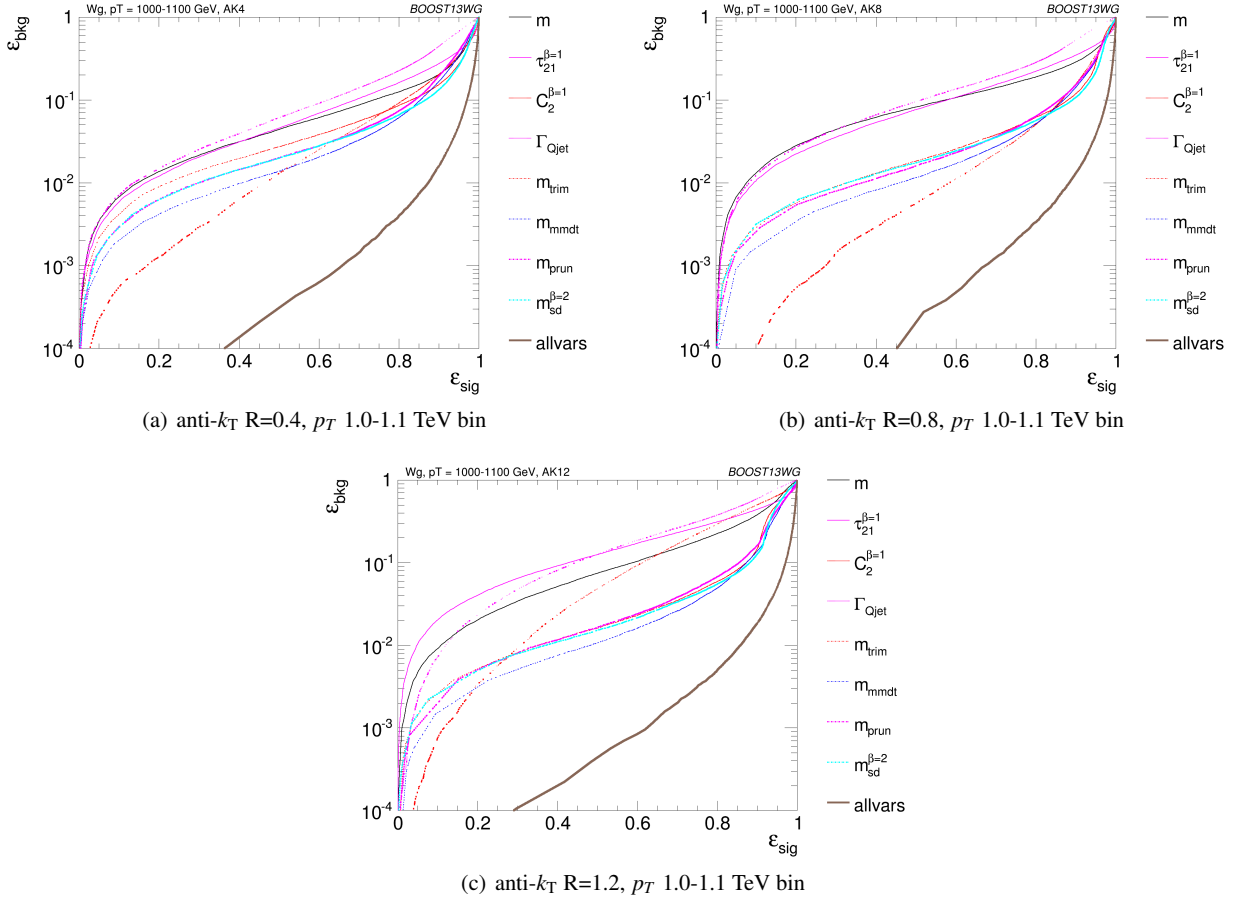 Wg, pT = 1000-1100 GeV, AK4 BOOST13WG
ε_bkg
1
10⁻¹
10⁻²
10⁻³
10⁻⁴
0 0.2 0.4 0.6 0.8 1
ε_sig
m
τ₂₁^β=1
C₂^β=1
Γ_Qjet
m_trim
m_mmdt
m_prun
m_sd^β=2
allvars
(a) anti-k_T R=0.4, p_T 1.0-1.1 TeV bin
Wg, pT = 1000-1100 GeV, AK8 BOOST13WG
ε_bkg
1
10⁻¹
10⁻²
10⁻³
10⁻⁴
0 0.2 0.4 0.6 0.8 1
ε_sig
m
τ₂₁^β=1
C₂^β=1
Γ_Qjet
m_trim
m_mmdt
m_prun
m_sd^β=2
allvars
(b) anti-k_T R=0.8, p_T 1.0-1.1 TeV bin
Wg, pT = 1000-1100 GeV, AK12 BOOST13WG
ε_bkg
1
10⁻¹
10⁻²
10⁻³
10⁻⁴
0 0.2 0.4 0.6 0.8 1
ε_sig
m
τ₂₁^β=1
C₂^β=1
Γ_Qjet
m_trim
m_mmdt
m_prun
m_sd^β=2
allvars
(c) anti-k_T R=1.2, p_T 1.0-1.1 TeV bin